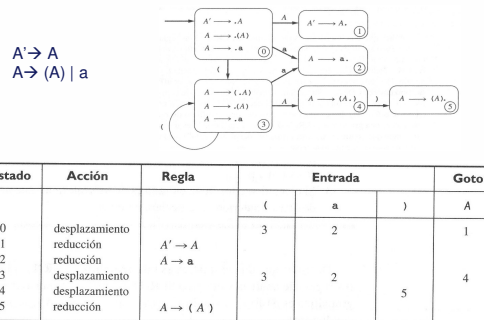 A'→ A
A→ (A) | a
A' ⟶ .A
A ⟶ .(A)
A ⟶ .a
0
A
A' ⟶ A.
1
a
A ⟶ a.
2
(
a
A ⟶ (.A)
A ⟶ .(A)
A ⟶ .a
3
(
A
A ⟶ (A.)
4
)
A ⟶ (A).
5
stado Acción Regla Entrada Goto
( a ) A
0 desplazamiento 3 2 1
1 reducción A' → A
2 reducción A → a
3 desplazamiento 3 2 4
4 desplazamiento 5
5 reducción A → ( A )